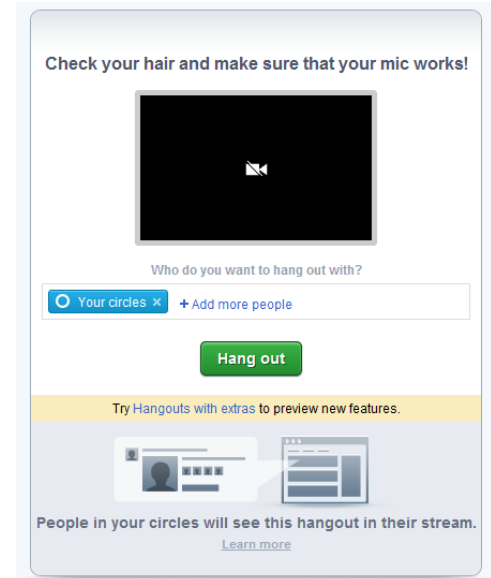 Check your hair and make sure that your mic works!
Who do you want to hang out with?
Your circles × + Add more people
Hang out
Try Hangouts with extras to preview new features.
People in your circles will see this hangout in their stream.
Learn more